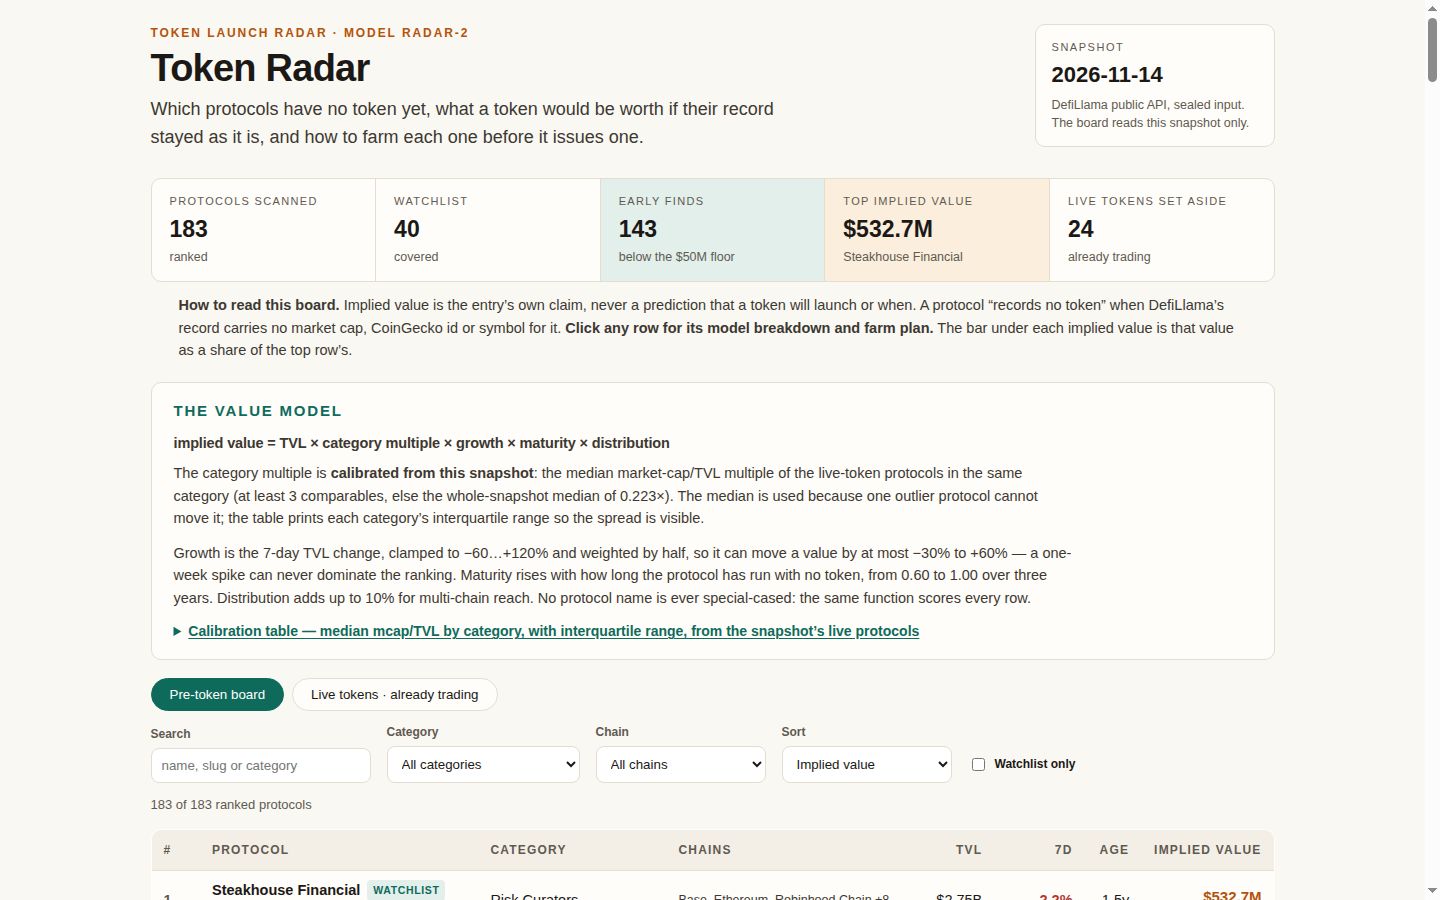 TOKEN LAUNCH RADAR · MODEL RADAR-2
Token Radar
Which protocols have no token yet, what a token would be worth if their record
stayed as it is, and how to farm each one before it issues one.
SNAPSHOT
2026-11-14
DefiLlama public API, sealed input.
The board reads this snapshot only.
PROTOCOLS SCANNED
183
ranked
WATCHLIST
40
covered
EARLY FINDS
143
below the $50M floor
TOP IMPLIED VALUE
$532.7M
Steakhouse Financial
LIVE TOKENS SET ASIDE
24
already trading
How to read this board. Implied value is the entry’s own claim, never a prediction that a token will launch or when. A protocol “records no token” when DefiLlama’s
record carries no market cap, CoinGecko id or symbol for it. Click any row for its model breakdown and farm plan. The bar under each implied value is that value
as a share of the top row’s.
THE VALUE MODEL
implied value = TVL × category multiple × growth × maturity × distribution
The category multiple is calibrated from this snapshot: the median market-cap/TVL multiple of the live-token protocols in the same
category (at least 3 comparables, else the whole-snapshot median of 0.223×). The median is used because one outlier protocol cannot
move it; the table prints each category’s interquartile range so the spread is visible.
Growth is the 7-day TVL change, clamped to −60…+120% and weighted by half, so it can move a value by at most −30% to +60% — a one-
week spike can never dominate the ranking. Maturity rises with how long the protocol has run with no token, from 0.60 to 1.00 over three
years. Distribution adds up to 10% for multi-chain reach. No protocol name is ever special-cased: the same function scores every row.
▶ Calibration table — median mcap/TVL by category, with interquartile range, from the snapshot’s live protocols
Pre-token board
Live tokens · already trading
Search
name, slug or category
Category
All categories
Chain
All chains
Sort
Implied value
Watchlist only
183 of 183 ranked protocols
# PROTOCOL CATEGORY CHAINS TVL 7D AGE IMPLIED VALUE
1 Steakhouse Financial WATCHLIST Risk Curators Base, Ethereum, Robinhood Chain +8 $2.75B -2.2% 1.5y $532.7M